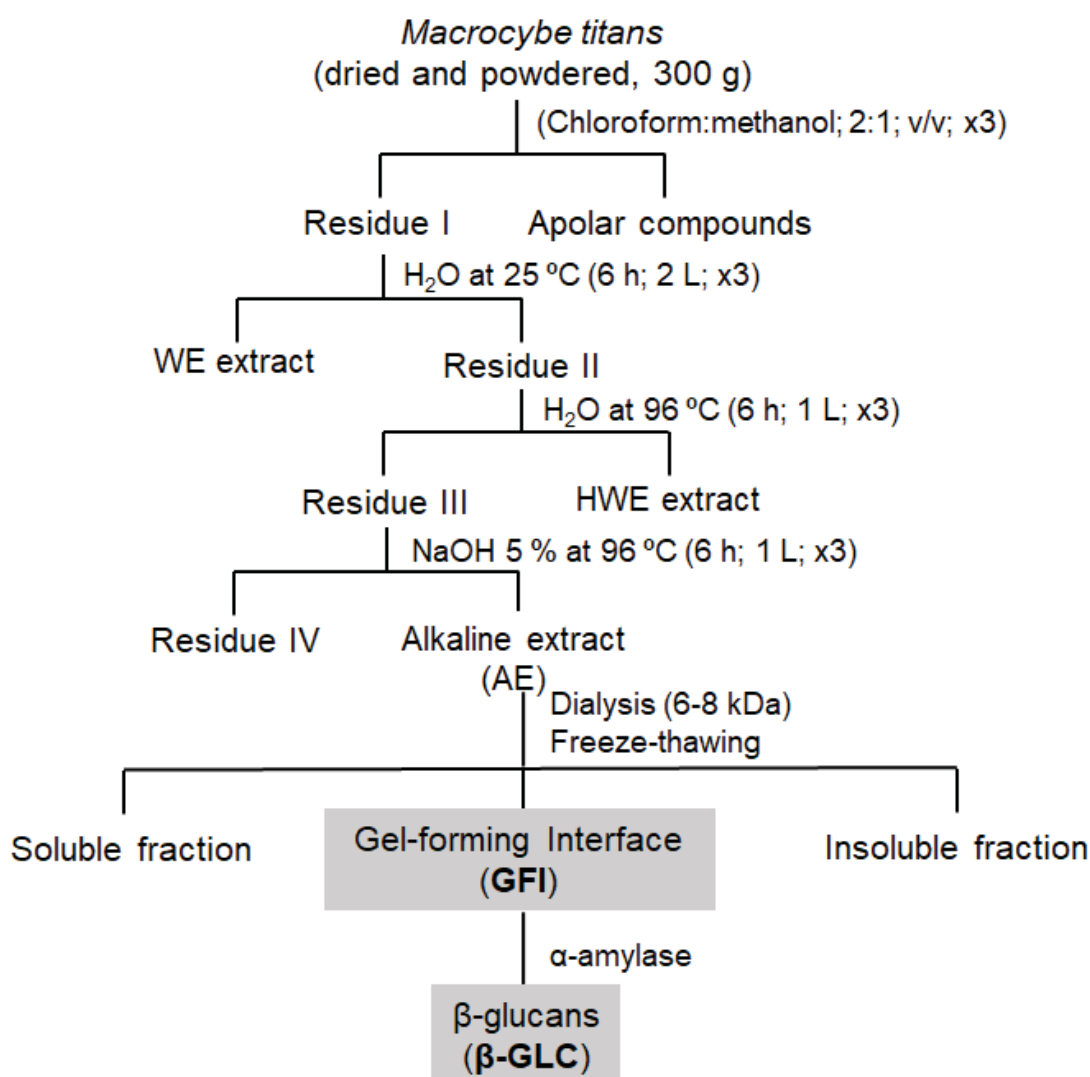 Macrocybe titans
(dried and powdered, 300 g)
(Chloroform:methanol; 2:1; v/v; x3)
Residue I
Apolar compounds
H₂O at 25 ºC (6 h; 2 L; x3)
WE extract
Residue II
H₂O at 96 ºC (6 h; 1 L; x3)
Residue III
HWE extract
NaOH 5 % at 96 ºC (6 h; 1 L; x3)
Residue IV
Alkaline extract
(AE)
Dialysis (6-8 kDa)
Freeze-thawing
Soluble fraction
Gel-forming Interface
(GFI)
Insoluble fraction
α-amylase
β-glucans
(β-GLC)